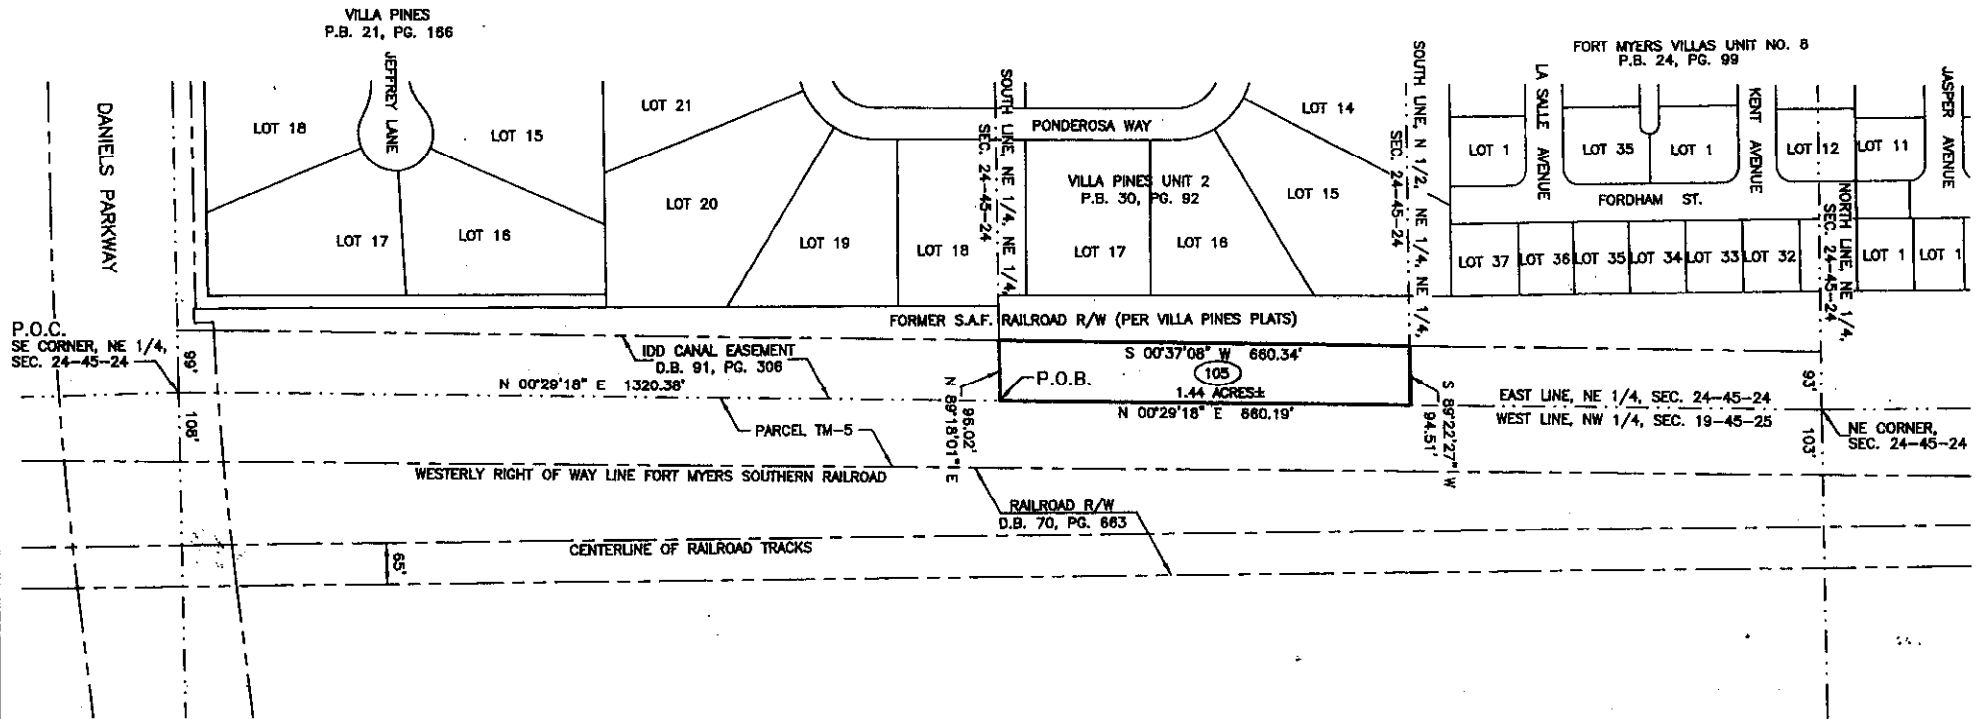 VILLA PINES
P.B. 21, PG. 166
FORT MYERS VILLAS UNIT NO. 8
P.B. 24, PG. 99
DANIELS PARKWAY
JEFFREY LANE
LOT 18
LOT 15
LOT 17
LOT 16
LOT 21
LOT 20
LOT 19
LOT 18
SOUTH LINE, NE 1/4, NE 1/4,
SEC. 24-45-24
PONDEROSA WAY
VILLA PINES UNIT 2
P.B. 30, PG. 92
LOT 17
LOT 16
LOT 14
LOT 15
SOUTH LINE, N 1/2, NE 1/4, NE 1/4,
SEC. 24-45-24
LA SALLE AVENUE
KENT AVENUE
JASPER AVENUE
LOT 1
LOT 35
LOT 1
LOT 12
LOT 11
FORDHAM ST.
LOT 37
LOT 36
LOT 35
LOT 34
LOT 33
LOT 32
LOT 1
LOT 1
NORTH LINE, NE 1/4,
SEC. 24-45-24
FORMER S.A.F. RAILROAD R/W (PER VILLA PINES PLATS)
P.O.C.
SE CORNER, NE 1/4,
SEC. 24-45-24
99'
108'
IDD CANAL EASEMENT
D.B. 91, PG. 306
N 00°29'18" E 1320.38'
PARCEL TM-5
N 89°18'01" E
96.02'
P.O.B.
S 00°37'08" W 660.34'
105
1.44 ACRES±
N 00°29'18" E 660.19'
S 89°22'27" W
94.51'
EAST LINE, NE 1/4, SEC. 24-45-24
WEST LINE, NW 1/4, SEC. 19-45-25
93'
103'
NE CORNER,
SEC. 24-45-24
WESTERLY RIGHT OF WAY LINE FORT MYERS SOUTHERN RAILROAD
RAILROAD R/W
D.B. 70, PG. 663
CENTERLINE OF RAILROAD TRACKS
65'